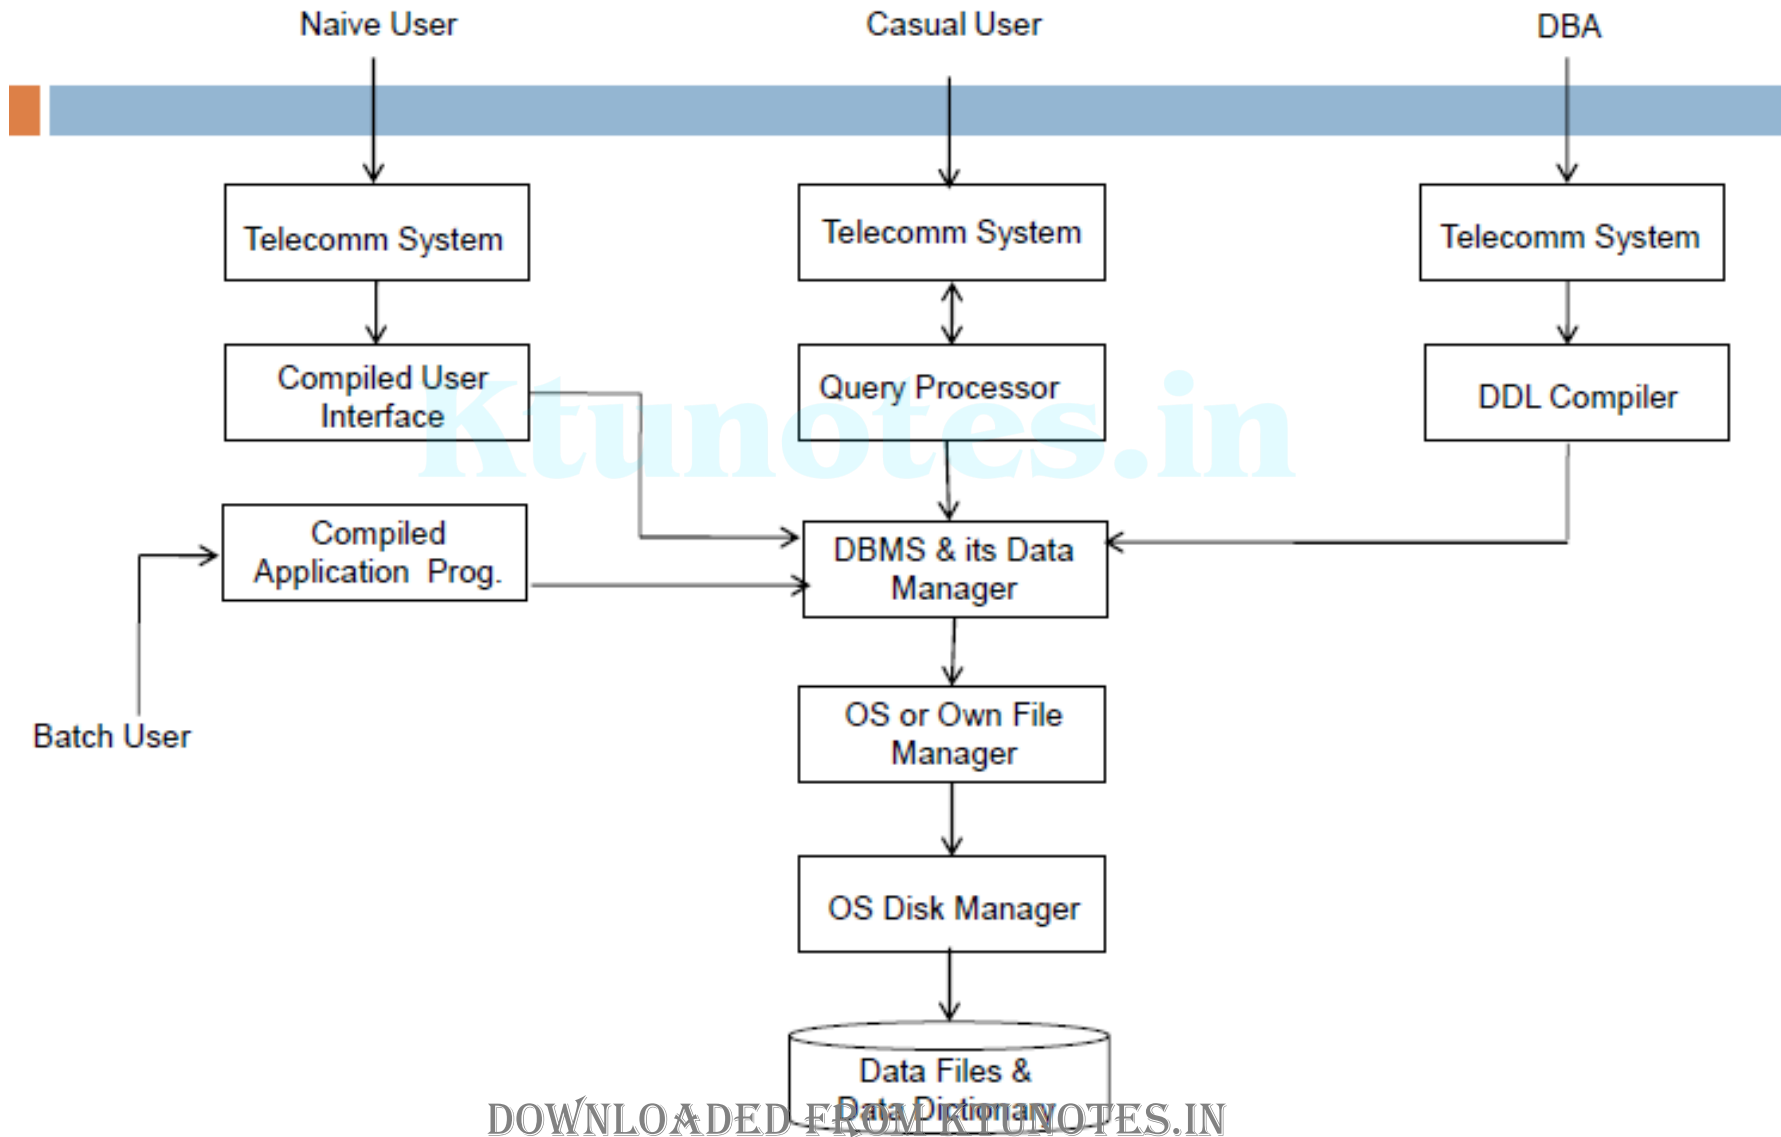 Naive User
Casual User
DBA
Telecomm System
Telecomm System
Telecomm System
Compiled User
Interface
Query Processor
DDL Compiler
Ktunotes.in
Compiled
Application Prog.
DBMS & its Data
Manager
Batch User
OS or Own File
Manager
OS Disk Manager
Data Files &
Data Dictionary
DOWNLOADED FROM KTUNOTES.IN